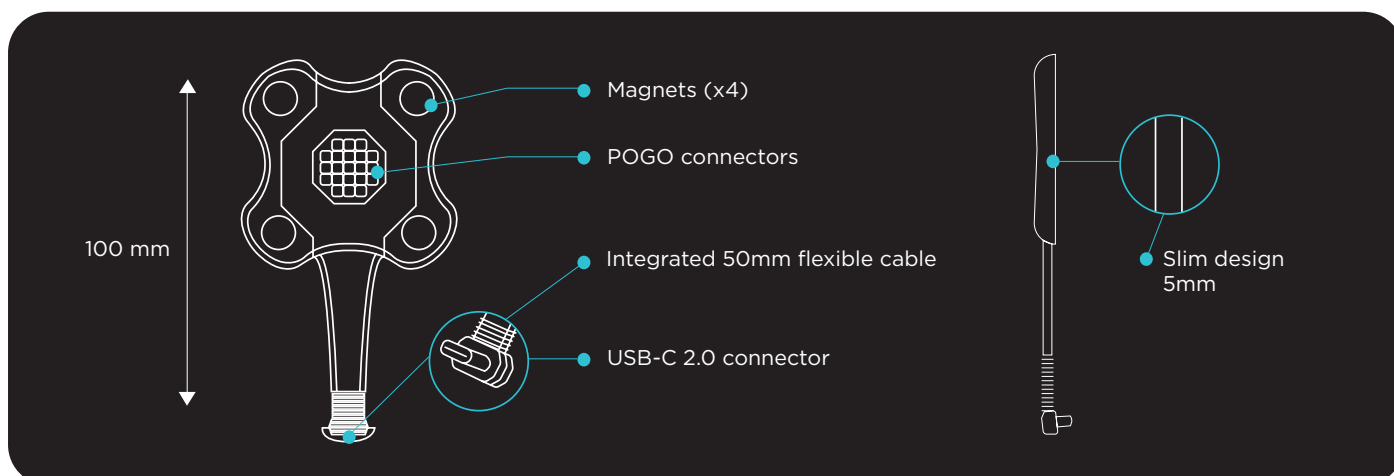 Magnets (x4)
POGO connectors
100 mm
Integrated 50mm flexible cable
Slim design
5mm
USB-C 2.0 connector